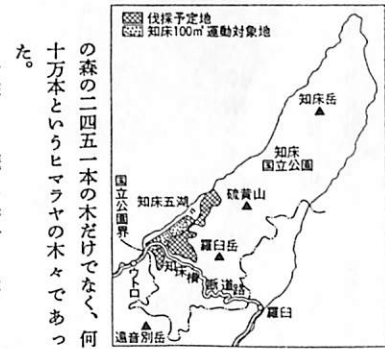 伐採予定地
知床100㎡運動対象地
知床岳
知床
国立公園
知床五湖
硫黄山
国立公園界
羅臼岳
ウトロ
知床横断道路
羅臼
遠音別岳
の森の二四五一本の木だけでなく、何
十万本というヒマラヤの木々であっ
た。